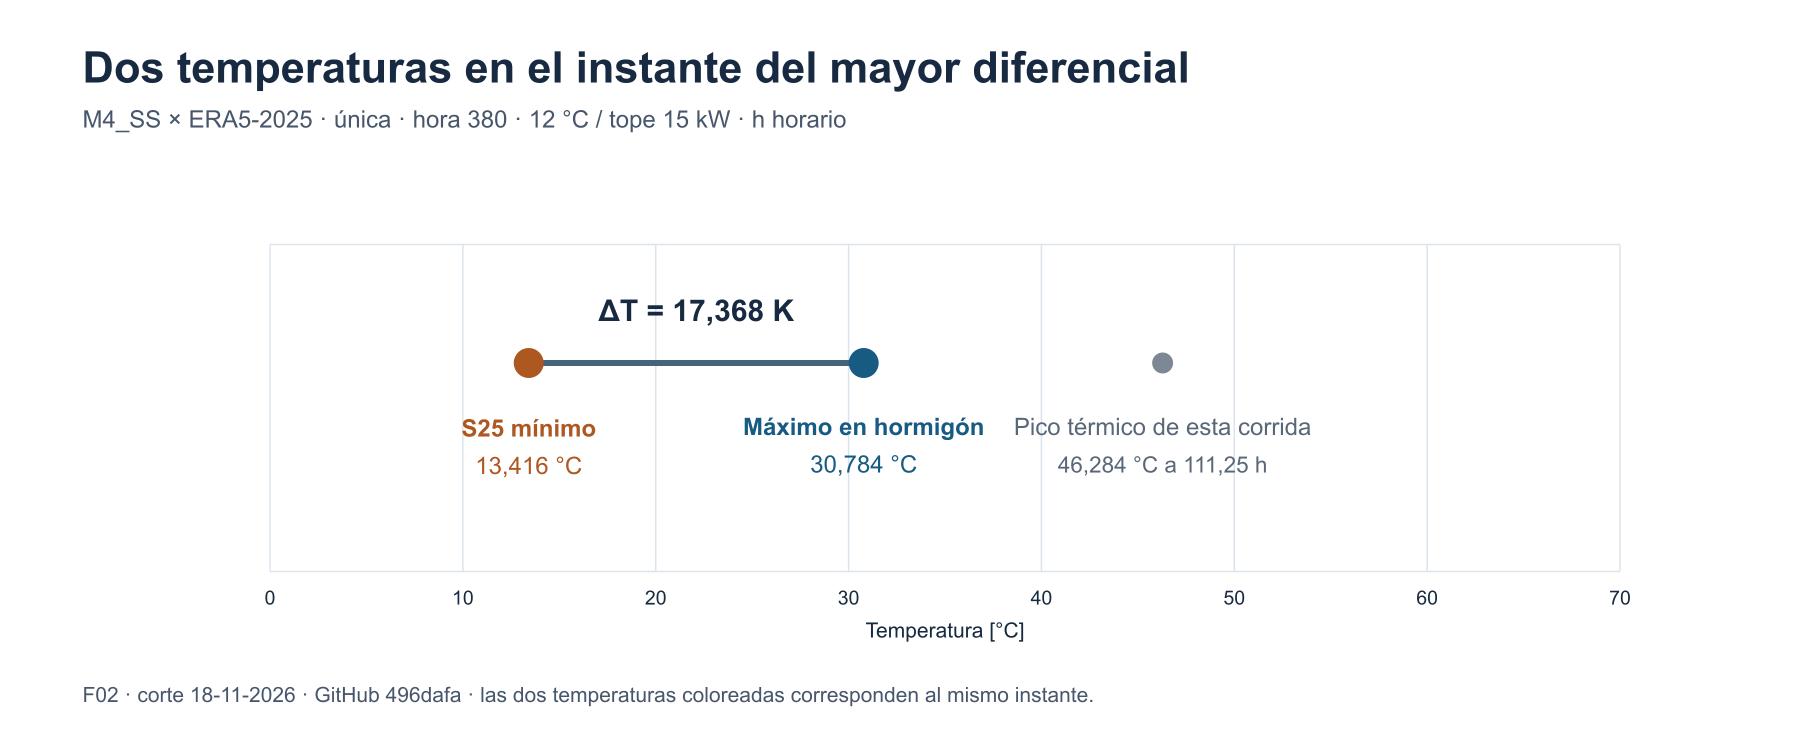 Dos temperaturas en el instante del mayor diferencial
M4_SS × ERA5-2025 · única · hora 380 · 12 °C / tope 15 kW · h horario
ΔT = 17,368 K
S25 mínimo
13,416 °C
Máximo en hormigón
30,784 °C
Pico térmico de esta corrida
46,284 °C a 111,25 h
0 10 20 30 40 50 60 70
Temperatura [°C]
F02 · corte 18-11-2026 · GitHub 496dafa · las dos temperaturas coloreadas corresponden al mismo instante.